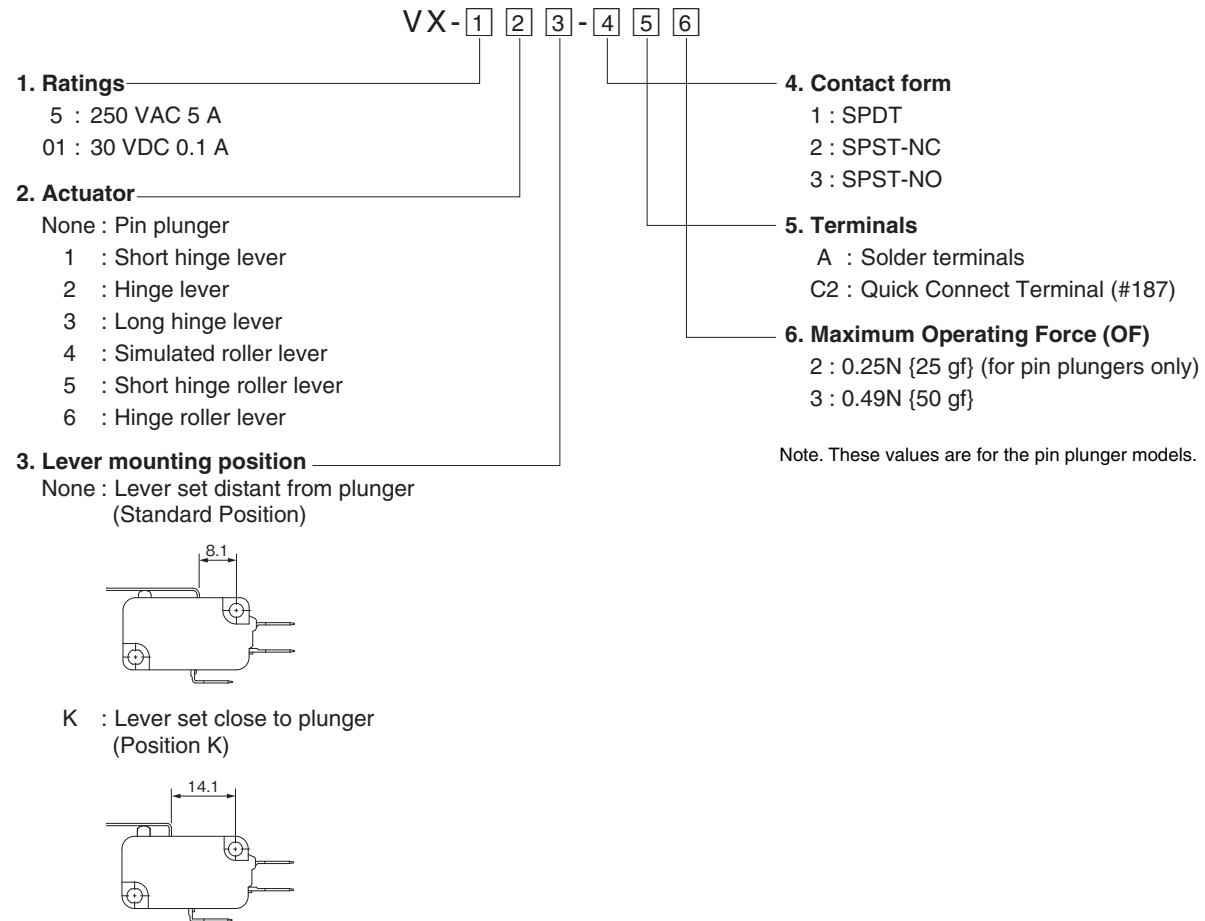 VX-1 2 3-4 5 6
1. Ratings
5 : 250 VAC 5 A
01 : 30 VDC 0.1 A
2. Actuator
None : Pin plunger
1 : Short hinge lever
2 : Hinge lever
3 : Long hinge lever
4 : Simulated roller lever
5 : Short hinge roller lever
6 : Hinge roller lever
3. Lever mounting position
None : Lever set distant from plunger
(Standard Position)
8.1
K : Lever set close to plunger
(Position K)
14.1
4. Contact form
1 : SPDT
2 : SPST-NC
3 : SPST-NO
5. Terminals
A : Solder terminals
C2 : Quick Connect Terminal (#187)
6. Maximum Operating Force (OF)
2 : 0.25N {25 gf} (for pin plungers only)
3 : 0.49N {50 gf}
Note. These values are for the pin plunger models.